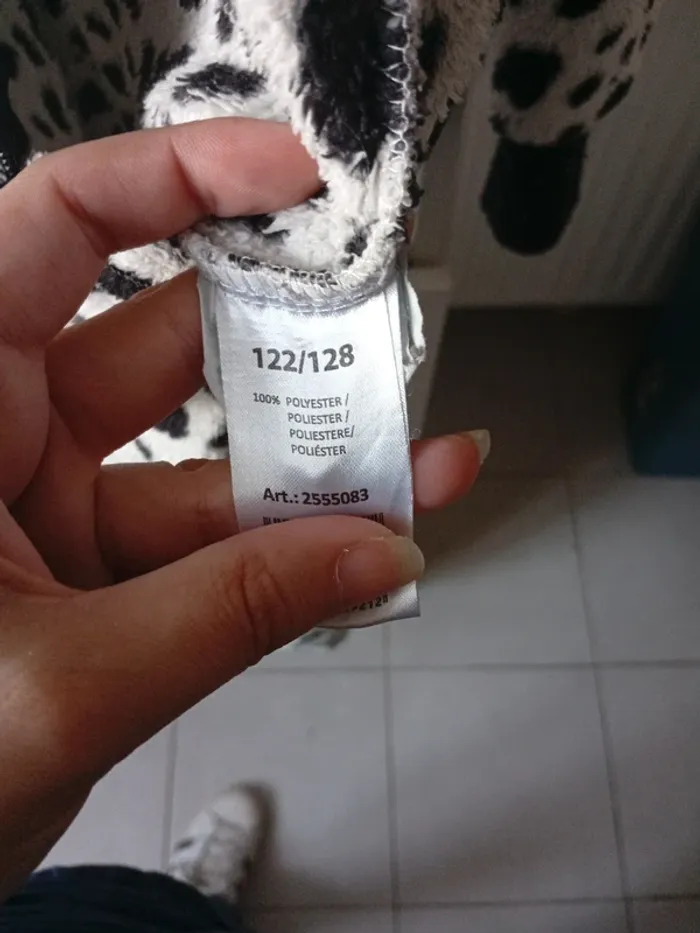 122/128
100% POLYESTER /
POLIESTER /
POLIESTERE/
POLIÉSTER
Art.: 2555083